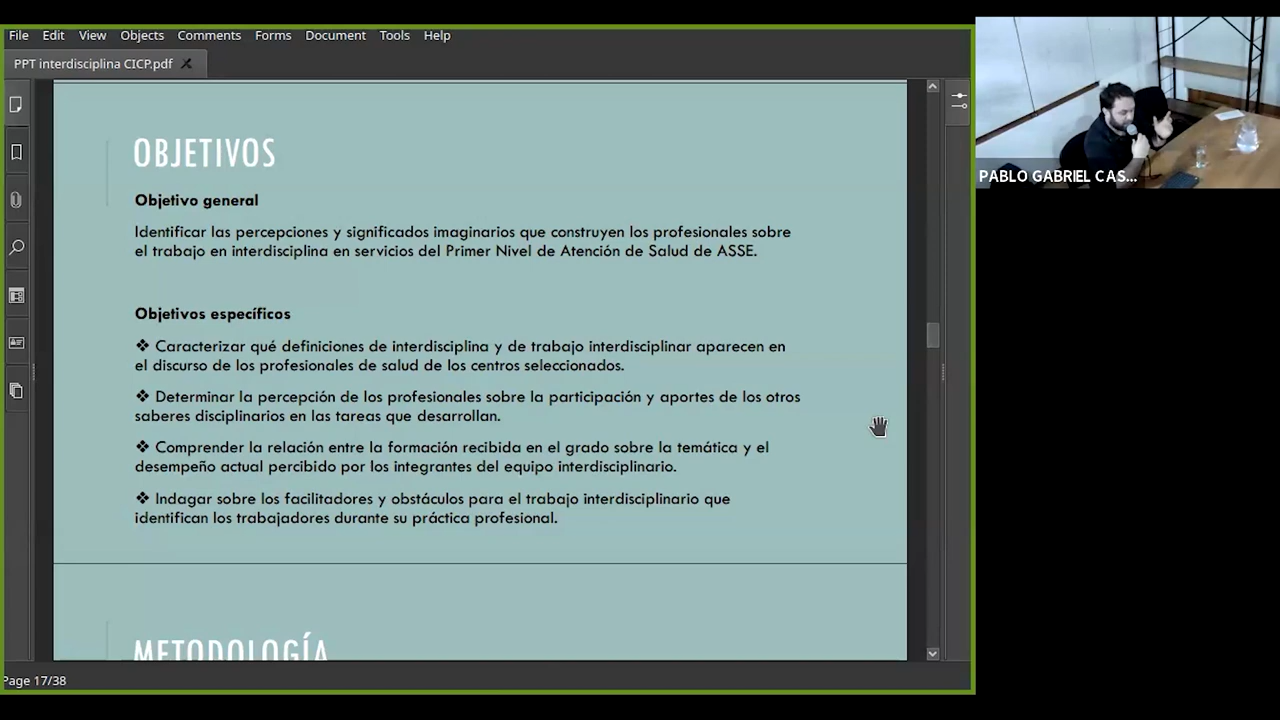 File Edit View Objects Comments Forms Document Tools Help
PPT interdisciplina CICP.pdf
OBJETIVOS
Objetivo general
Identificar las percepciones y significados imaginarios que construyen los profesionales sobre
el trabajo en interdisciplina en servicios del Primer Nivel de Atención de Salud de ASSE.
Objetivos específicos
❖ Caracterizar qué definiciones de interdisciplina y de trabajo interdisciplinar aparecen en
el discurso de los profesionales de salud de los centros seleccionados.
❖ Determinar la percepción de los profesionales sobre la participación y aportes de los otros
saberes disciplinarios en las tareas que desarrollan.
❖ Comprender la relación entre la formación recibida en el grado sobre la temática y el
desempeño actual percibido por los integrantes del equipo interdisciplinario.
❖ Indagar sobre los facilitadores y obstáculos para el trabajo interdisciplinario que
identifican los trabajadores durante su práctica profesional.
METODOLOGÍA
Page 17/38
PABLO GABRIEL CAS...